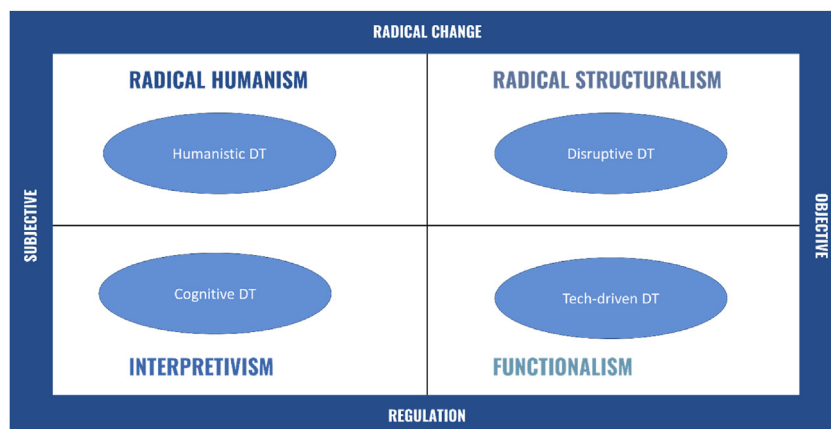 RADICAL CHANGE
RADICAL HUMANISM
RADICAL STRUCTURALISM
Humanistic DT
Disruptive DT
SUBJECTIVE
OBJECTIVE
Cognitive DT
Tech-driven DT
INTERPRETIVISM
FUNCTIONALISM
REGULATION